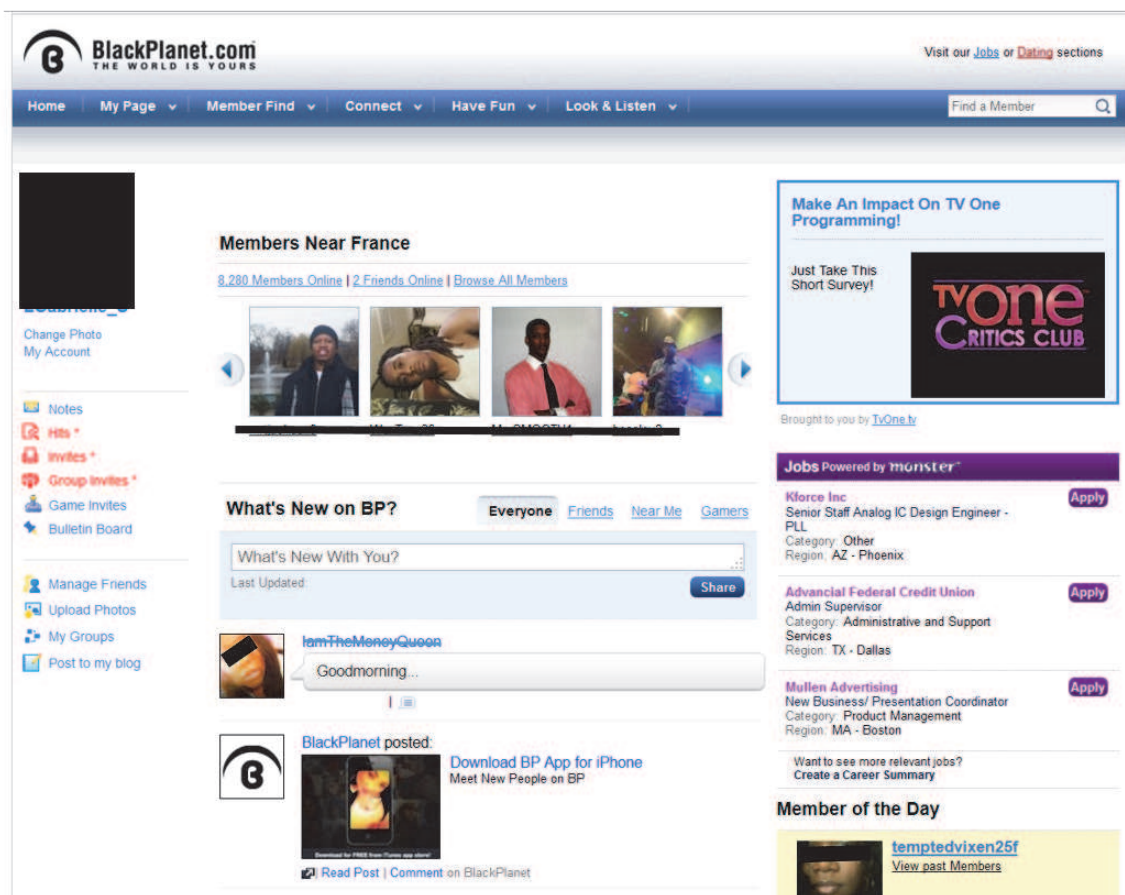 BlackPlanet.com
THE WORLD IS YOURS
Visit our Jobs or Dating sections
Home My Page Member Find Connect Have Fun Look & Listen
Find a Member
Change Photo
My Account
Notes
Hits *
Invites *
Group Invites *
Game Invites
Bulletin Board
Manage Friends
Upload Photos
My Groups
Post to my blog
Members Near France
8,280 Members Online | 2 Friends Online | Browse All Members
What's New on BP?
Everyone Friends Near Me Gamers
What's New With You?
Last Updated:
Share
IamTheMoneyQueen
Goodmorning...
BlackPlanet posted:
Download BP App for iPhone
Meet New People on BP
Download for FREE from iTunes app store!
Read Post | Comment on BlackPlanet
Make An Impact On TV One
Programming!
Just Take This
Short Survey!
TVONE
CRITICS CLUB
Brought to you by TvOne.tv
Jobs Powered by monster
Kforce Inc
Apply
Senior Staff Analog IC Design Engineer -
PLL
Category: Other
Region: AZ - Phoenix
Advancial Federal Credit Union
Apply
Admin Supervisor
Category: Administrative and Support
Services
Region: TX - Dallas
Mullen Advertising
Apply
New Business/ Presentation Coordinator
Category: Product Management
Region: MA - Boston
Want to see more relevant jobs?
Create a Career Summary
Member of the Day
temptedvixen25f
View past Members